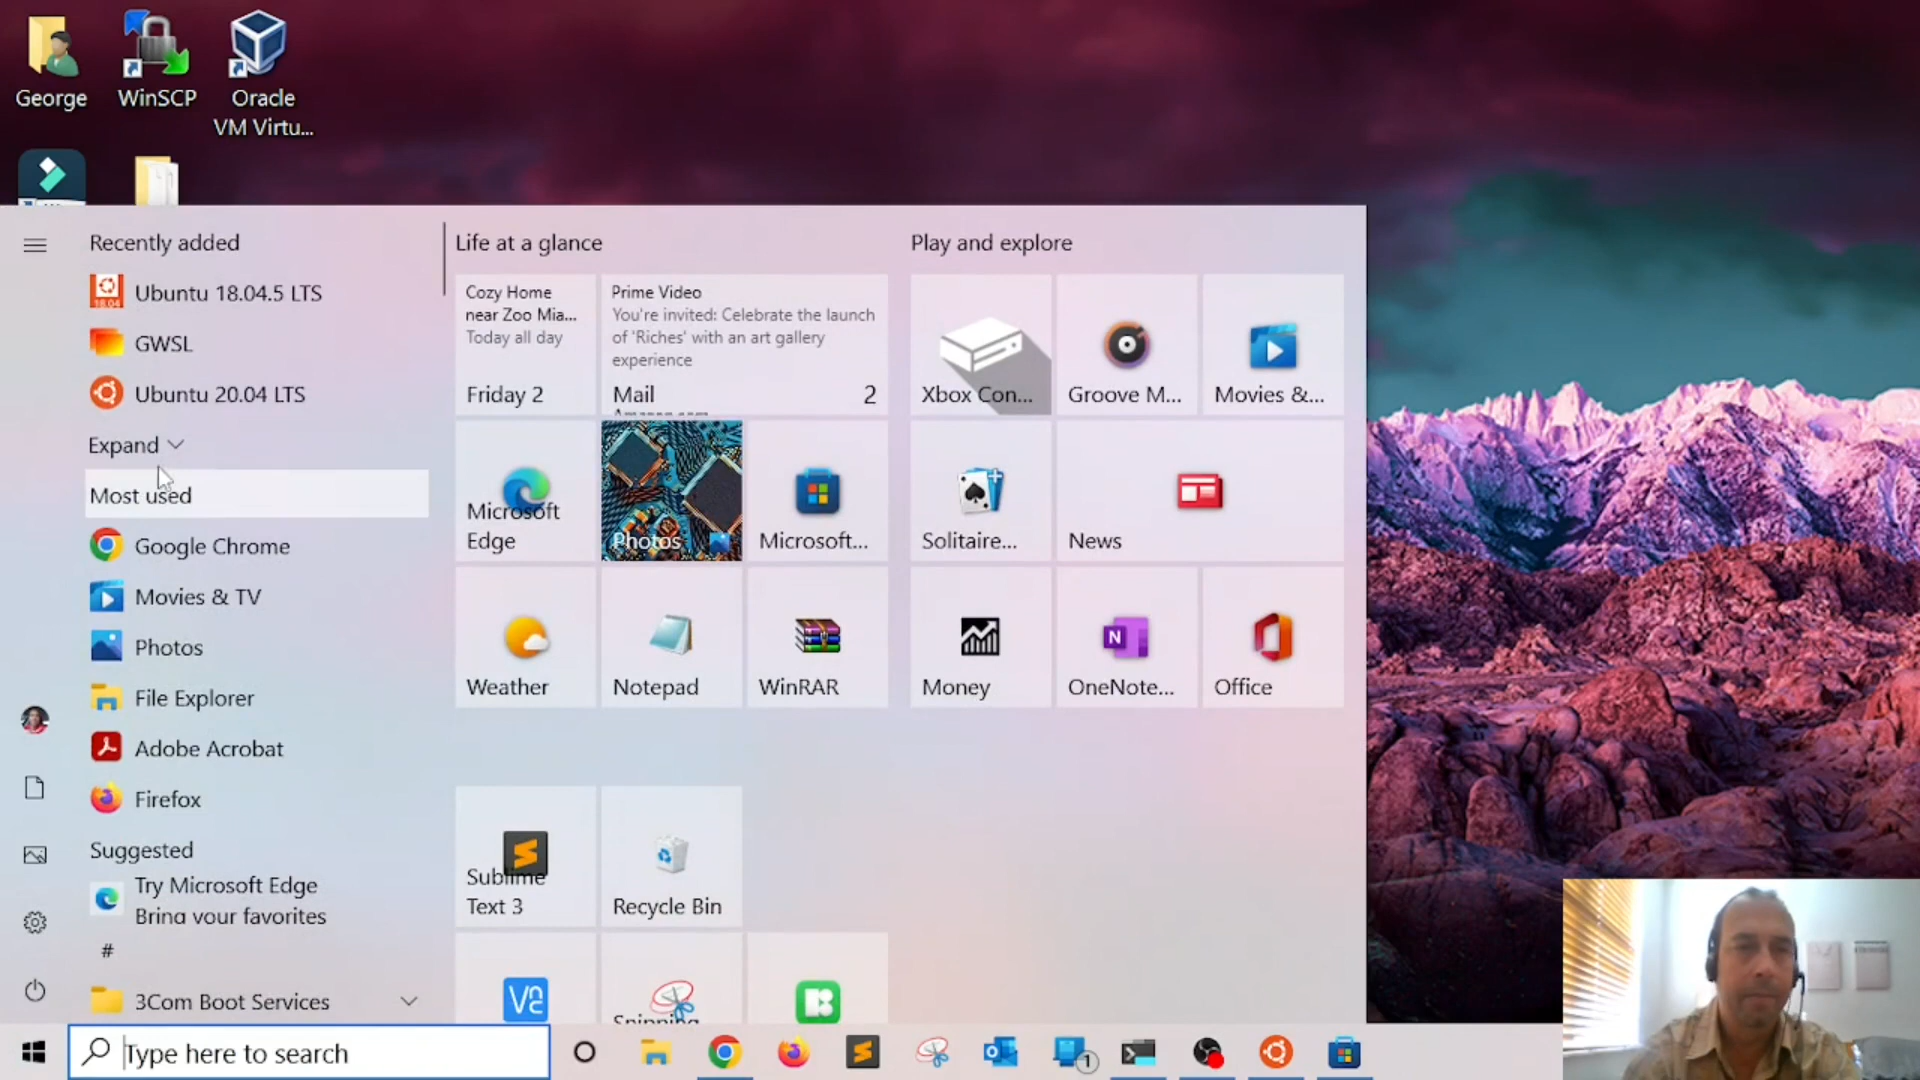 George
WinSCP
Oracle
VM Virtu...
Recently added
Ubuntu 18.04.5 LTS
GWSL
Ubuntu 20.04 LTS
Expand
Most used
Google Chrome
Movies & TV
Photos
File Explorer
Adobe Acrobat
Firefox
Suggested
Try Microsoft Edge
Bring your favorites
#
3Com Boot Services
Life at a glance
Cozy Home
near Zoo Mia...
Today all day
Friday 2
Prime Video
You're invited: Celebrate the launch
of 'Riches' with an art gallery
experience
Mail
2
Microsoft
Edge
Photos
Microsoft...
Weather
Notepad
WinRAR
Sublime
Text 3
Recycle Bin
Snipping
Play and explore
Xbox Con...
Groove M...
Movies &...
Solitaire...
News
Money
OneNote...
Office
Type here to search
1